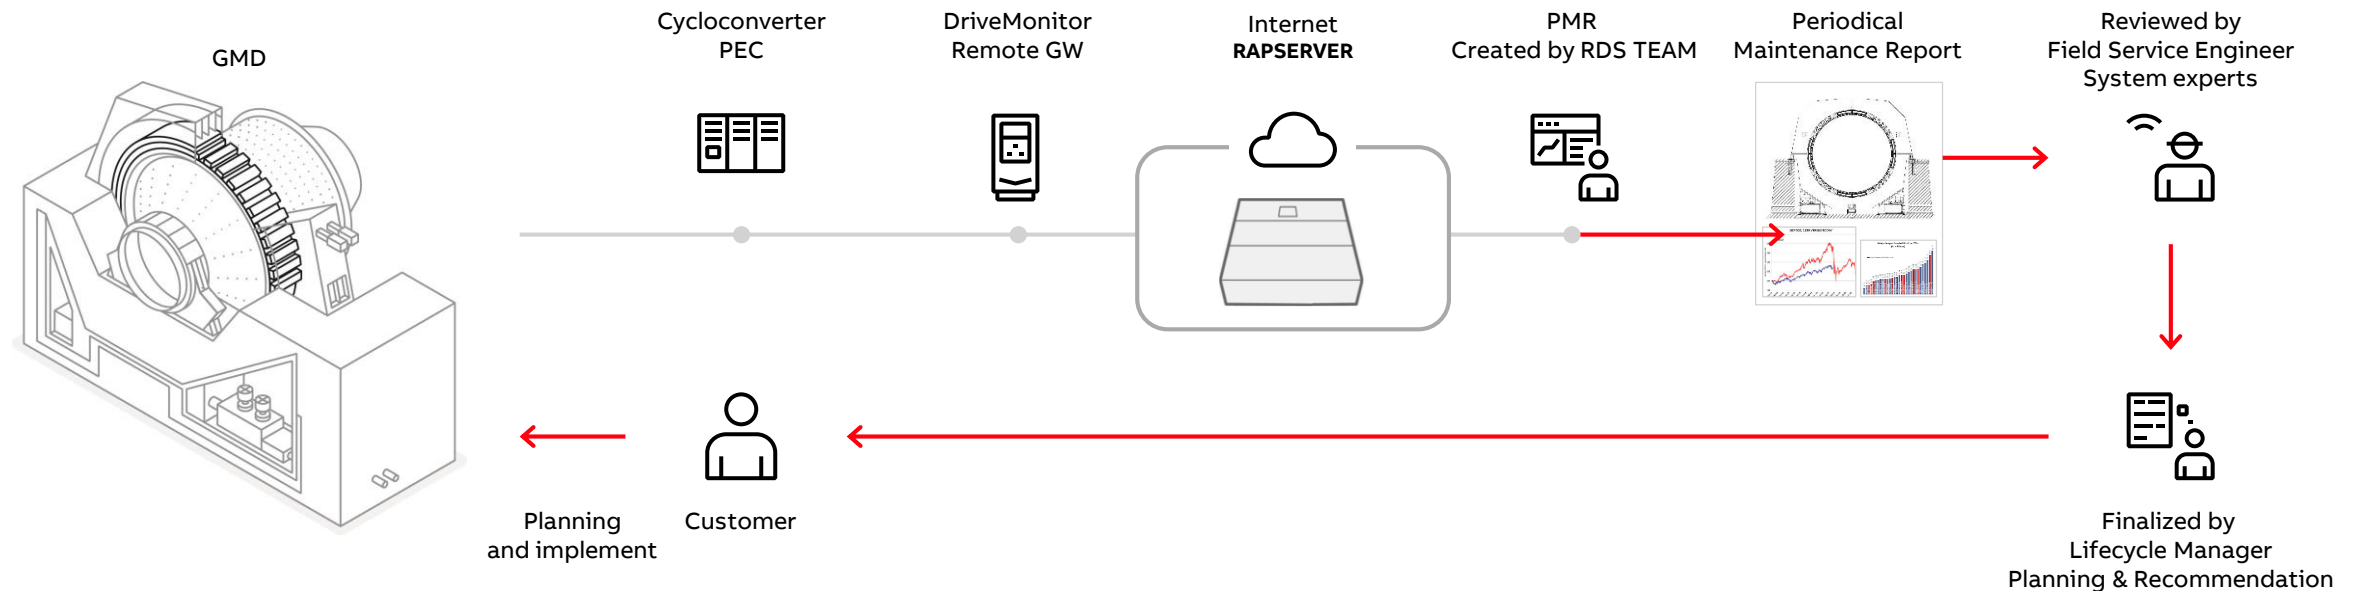 GMD
Cycloconverter
PEC
DriveMonitor
Remote GW
Internet
RAPSERVER
PMR
Created by RDS TEAM
Periodical
Maintenance Report
Reviewed by
Field Service Engineer
System experts
Planning
and implement
Customer
Finalized by
Lifecycle Manager
Planning & Recommendation